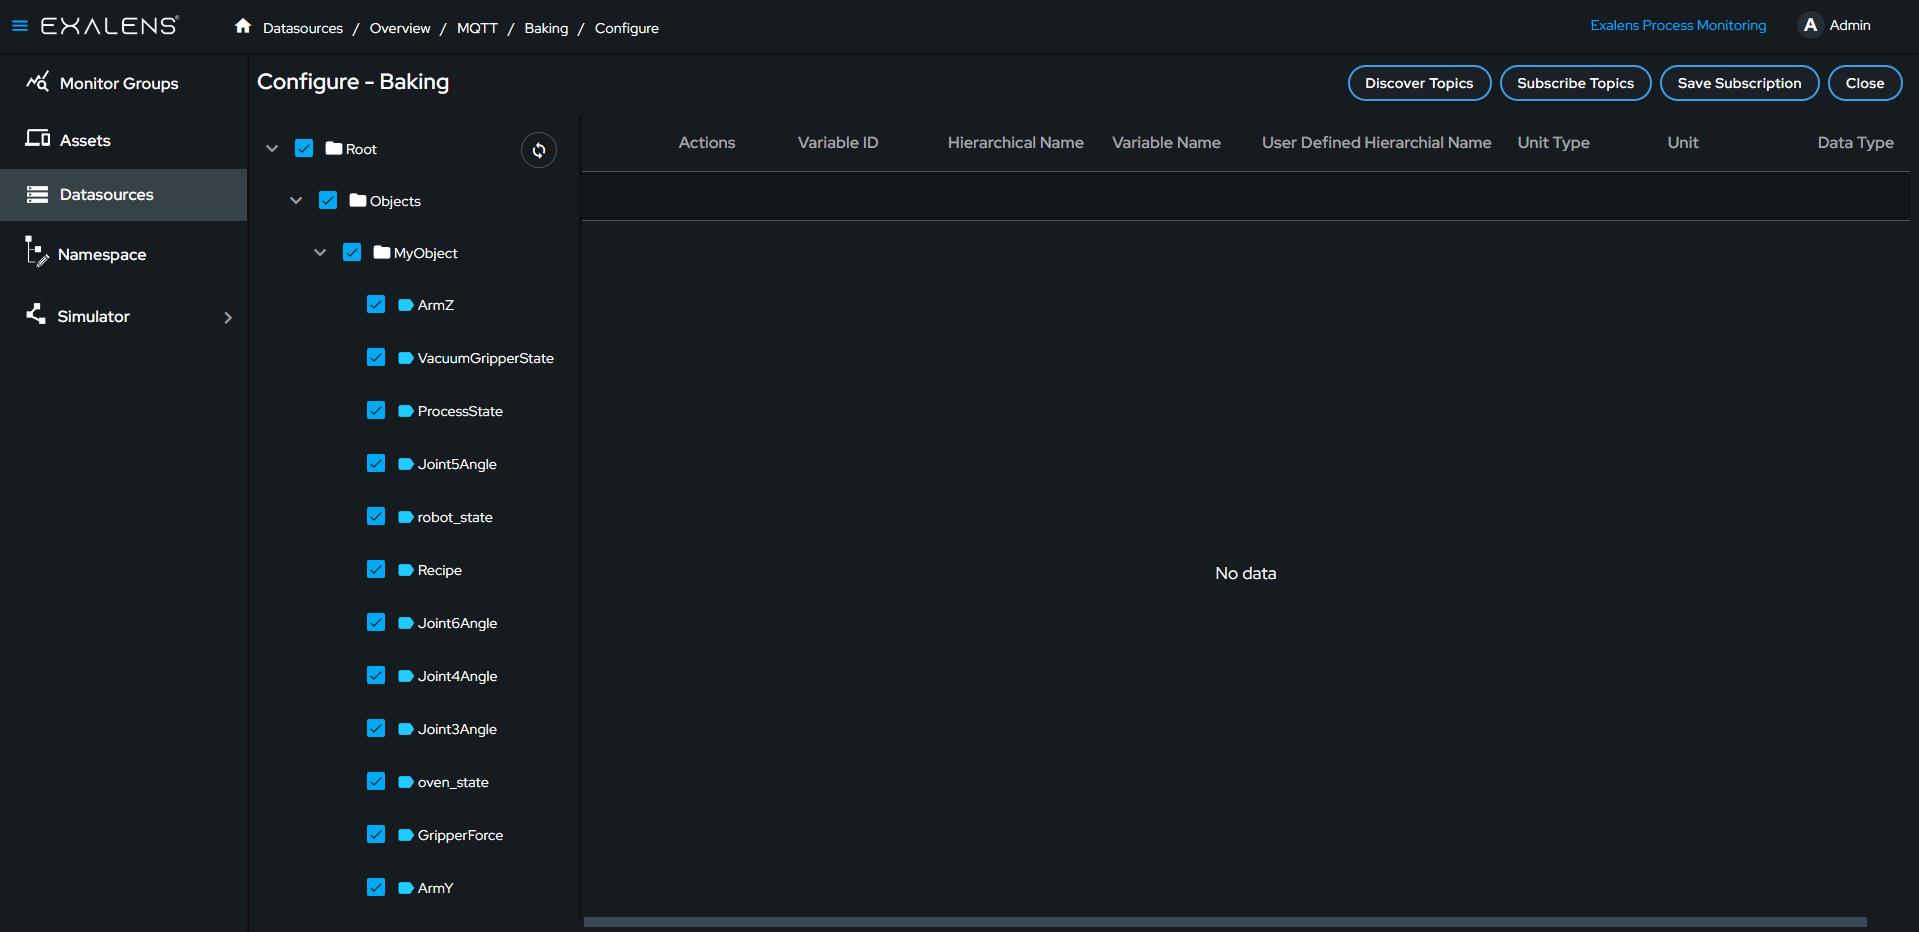 EXALENS®
Datasources / Overview / MQTT / Baking / Configure
Exalens Process Monitoring
A Admin
Monitor Groups
Assets
Datasources
Namespace
Simulator
Configure - Baking
Discover Topics
Subscribe Topics
Save Subscription
Close
Root
Objects
MyObject
ArmZ
VacuumGripperState
ProcessState
Joint5Angle
robot_state
Recipe
Joint6Angle
Joint4Angle
Joint3Angle
oven_state
GripperForce
ArmY
Actions Variable ID Hierarchical Name Variable Name User Defined Hierarchial Name Unit Type Unit Data Type
No data